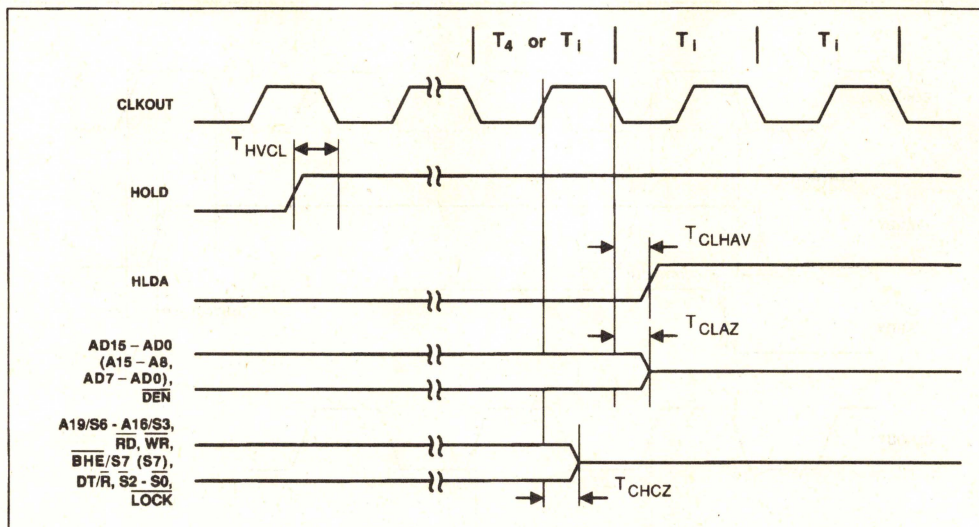 T4 or Ti
Ti
Ti
CLKOUT
THVCL
HOLD
TCLHAV
HLDA
TCLAZ
AD15 – AD0
(A15 – A8,
AD7 – AD0),
DEN
A19/S6 - A16/S3,
RD, WR,
BHE/S7 (S7),
DT/R, S2 - S0,
LOCK
TCHCZ